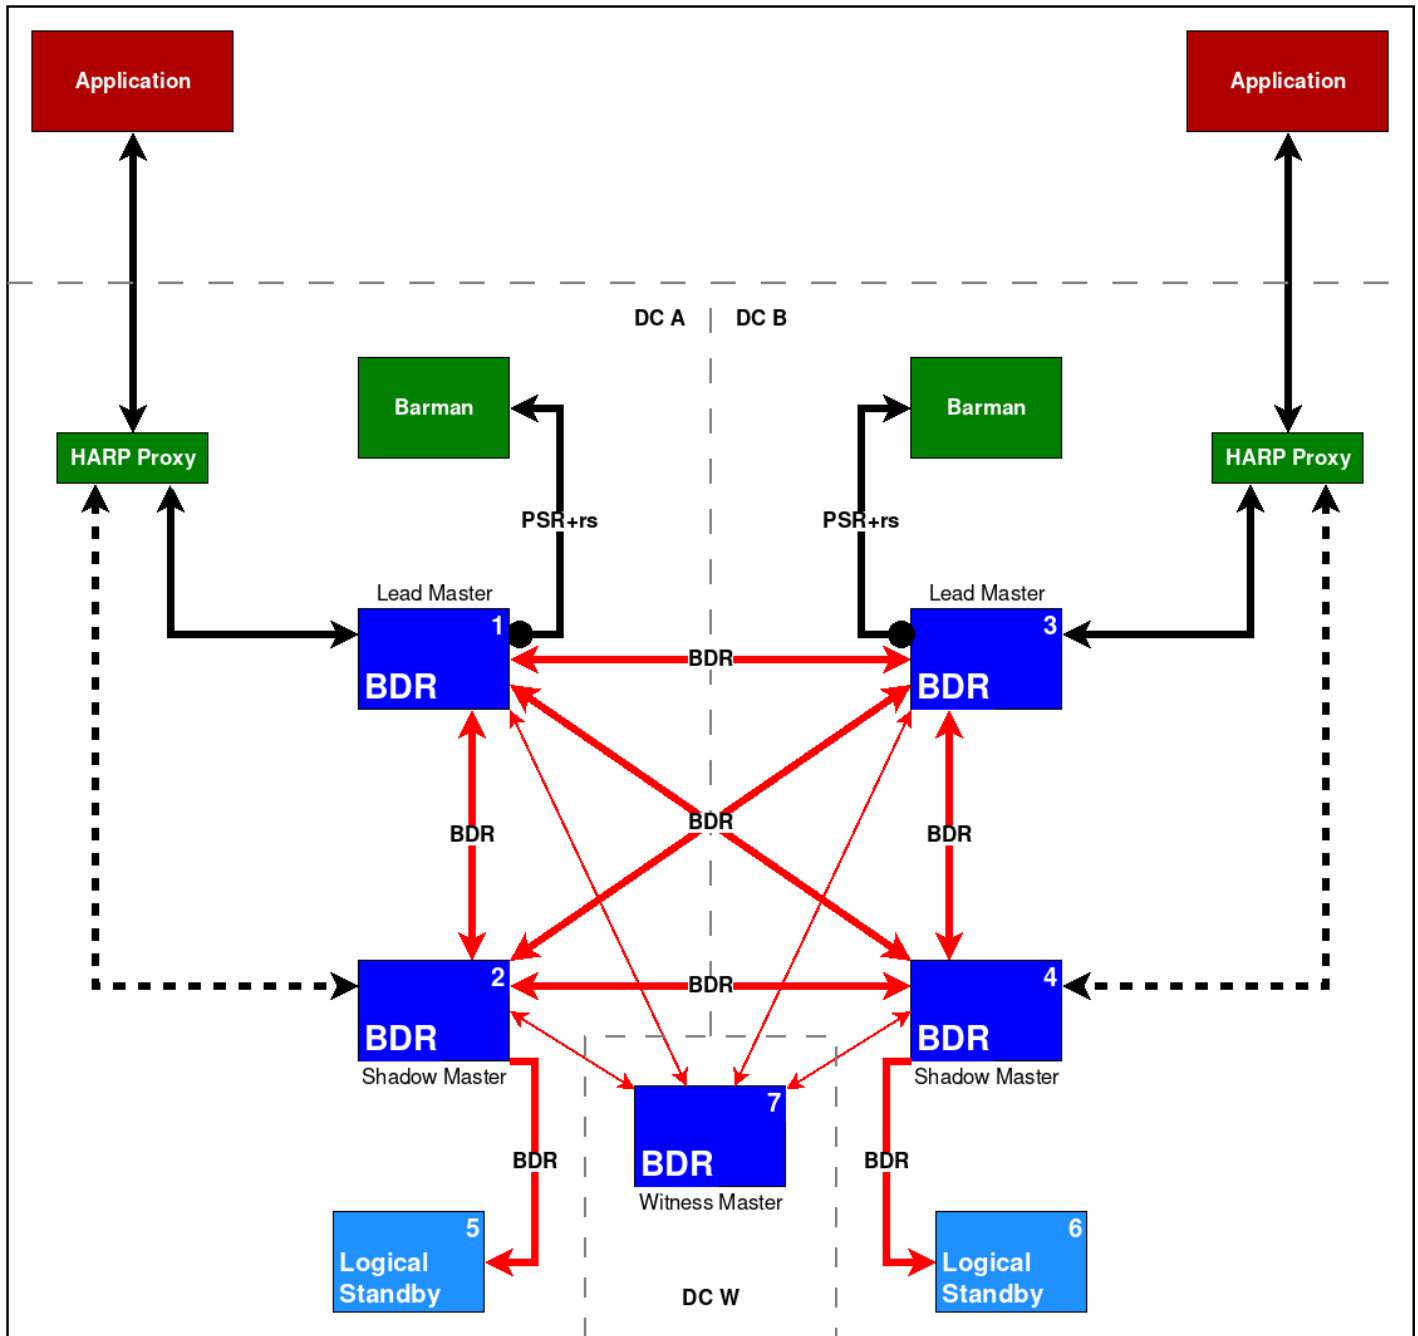 Application
Application
DC A
DC B
Barman
Barman
HARP Proxy
HARP Proxy
PSR+rs
PSR+rs
Lead Master
Lead Master
1
BDR
3
BDR
BDR
BDR
BDR
BDR
2
BDR
4
BDR
BDR
Shadow Master
Shadow Master
7
BDR
Witness Master
BDR
BDR
5
Logical
Standby
6
Logical
Standby
DC W